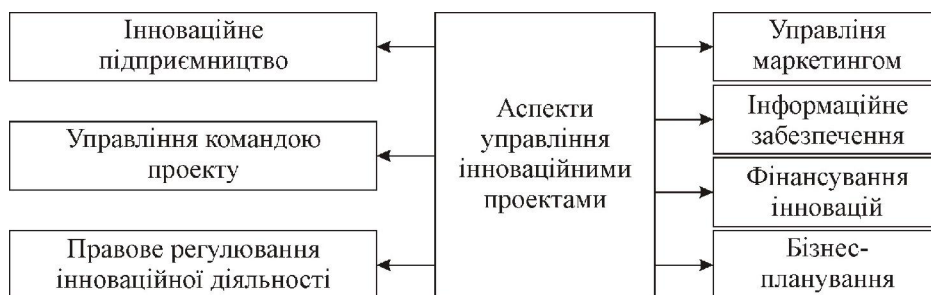 Інноваційне
підприємництво
Управління командою
проекту
Правове регулювання
інноваційної діяльності
Аспекти
управління
інноваційними
проектами
Управліня
маркетингом
Інформаційне
забезпечення
Фінансування
інновацій
Бізнес-
планування